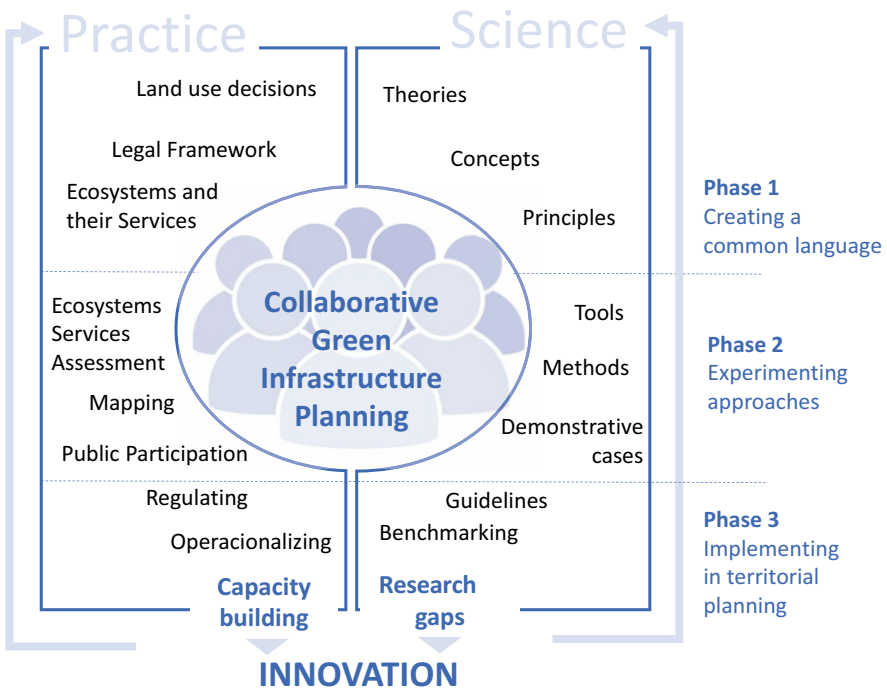 Practice
Science
Land use decisions
Legal Framework
Ecosystems and
their Services
Theories
Concepts
Principles
Phase 1
Creating a
common language
Collaborative
Green
Infrastructure
Planning
Ecosystems
Services
Assessment
Mapping
Public Participation
Tools
Methods
Demonstrative
cases
Phase 2
Experimenting
approaches
Regulating
Operacionalizing
Guidelines
Benchmarking
Phase 3
Implementing
in territorial
planning
Capacity
building
Research
gaps
INNOVATION